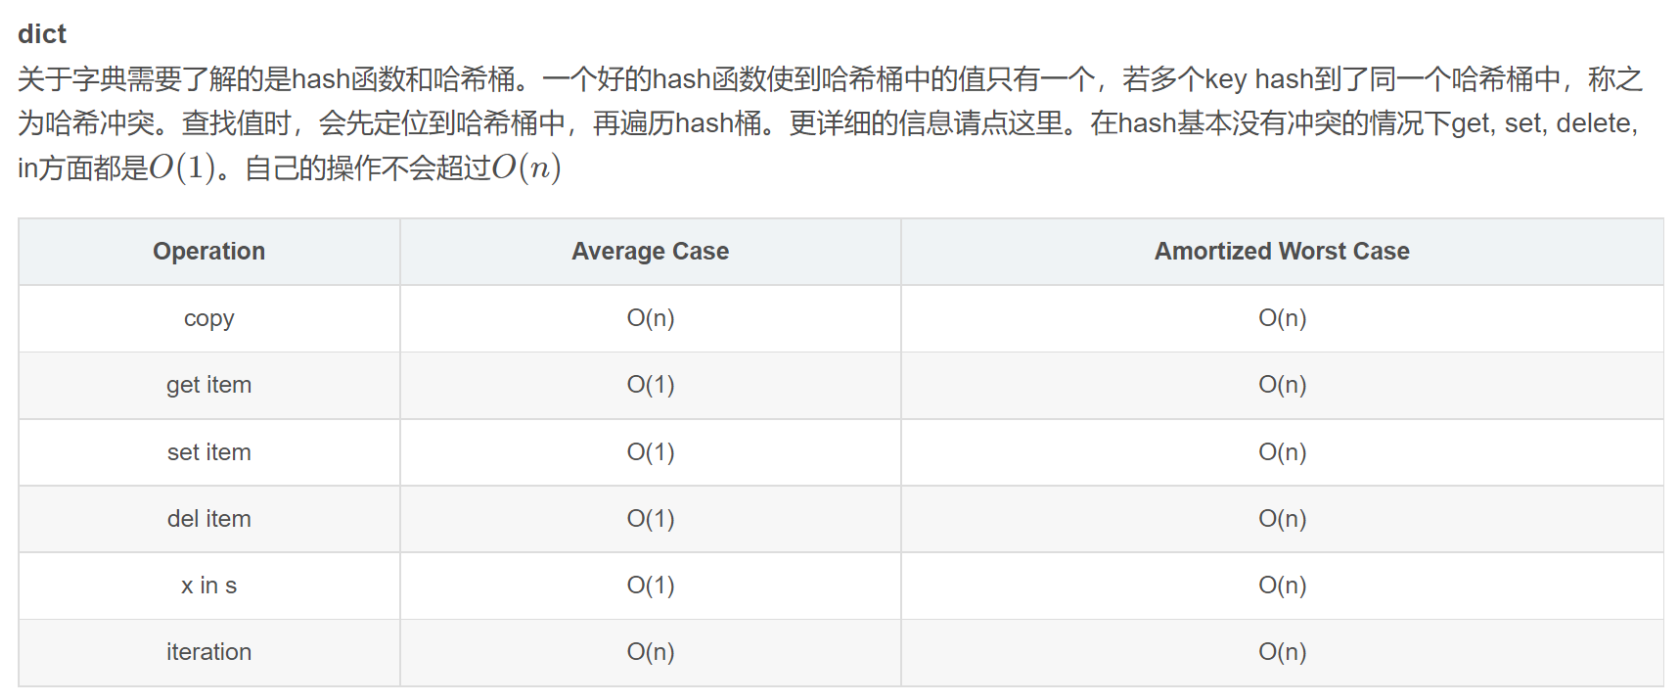 dict
关于字典需要了解的是hash函数和哈希桶。一个好的hash函数使到哈希桶中的值只有一个，若多个key hash到了同一个哈希桶中，称之
为哈希冲突。查找值时，会先定位到哈希桶中，再遍历hash桶。更详细的信息请点这里。在hash基本没有冲突的情况下get, set, delete,
in方面都是O(1)。自己的操作不会超过O(n)
Operation Average Case Amortized Worst Case
copy O(n) O(n)
get item O(1) O(n)
set item O(1) O(n)
del item O(1) O(n)
x in s O(1) O(n)
iteration O(n) O(n)